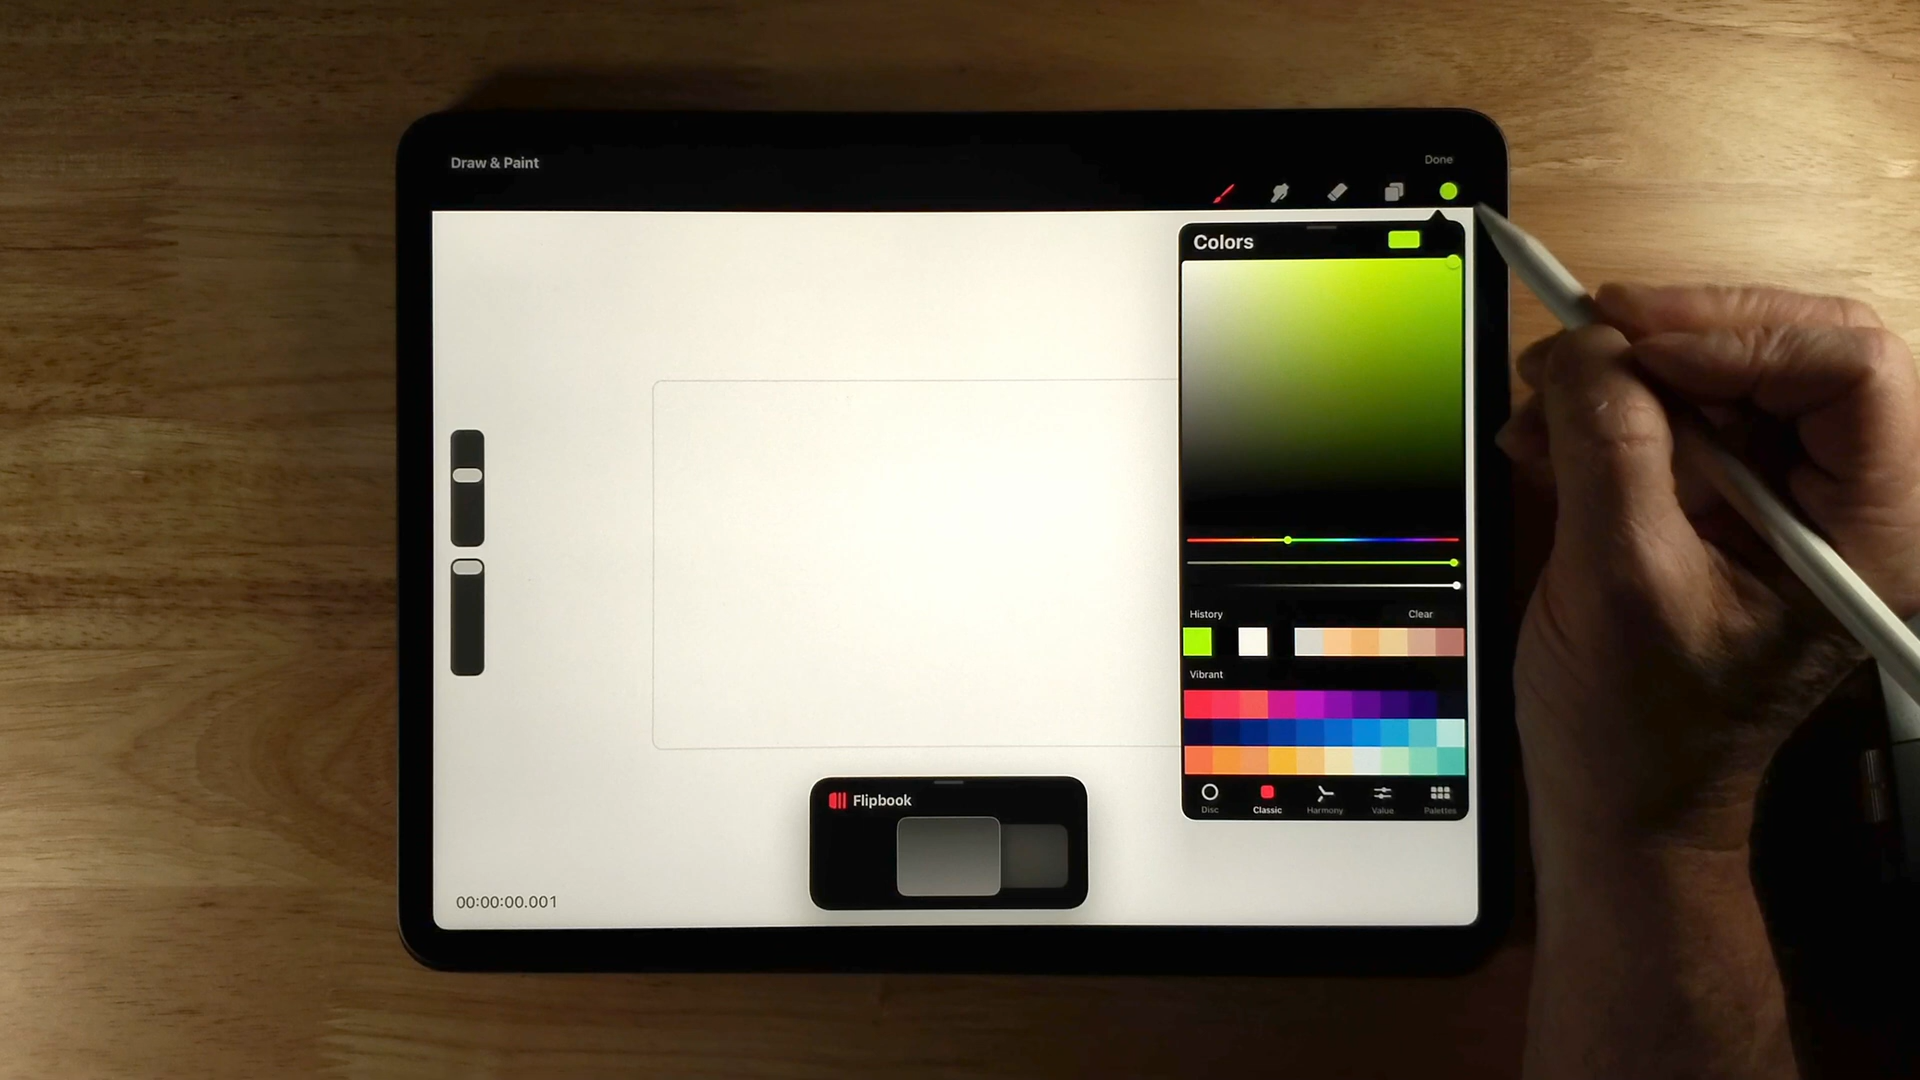 Draw & Paint
Done
Colors
History
Clear
Vibrant
Disc
Classic
Harmony
Value
Palettes
Flipbook
00:00:00.001